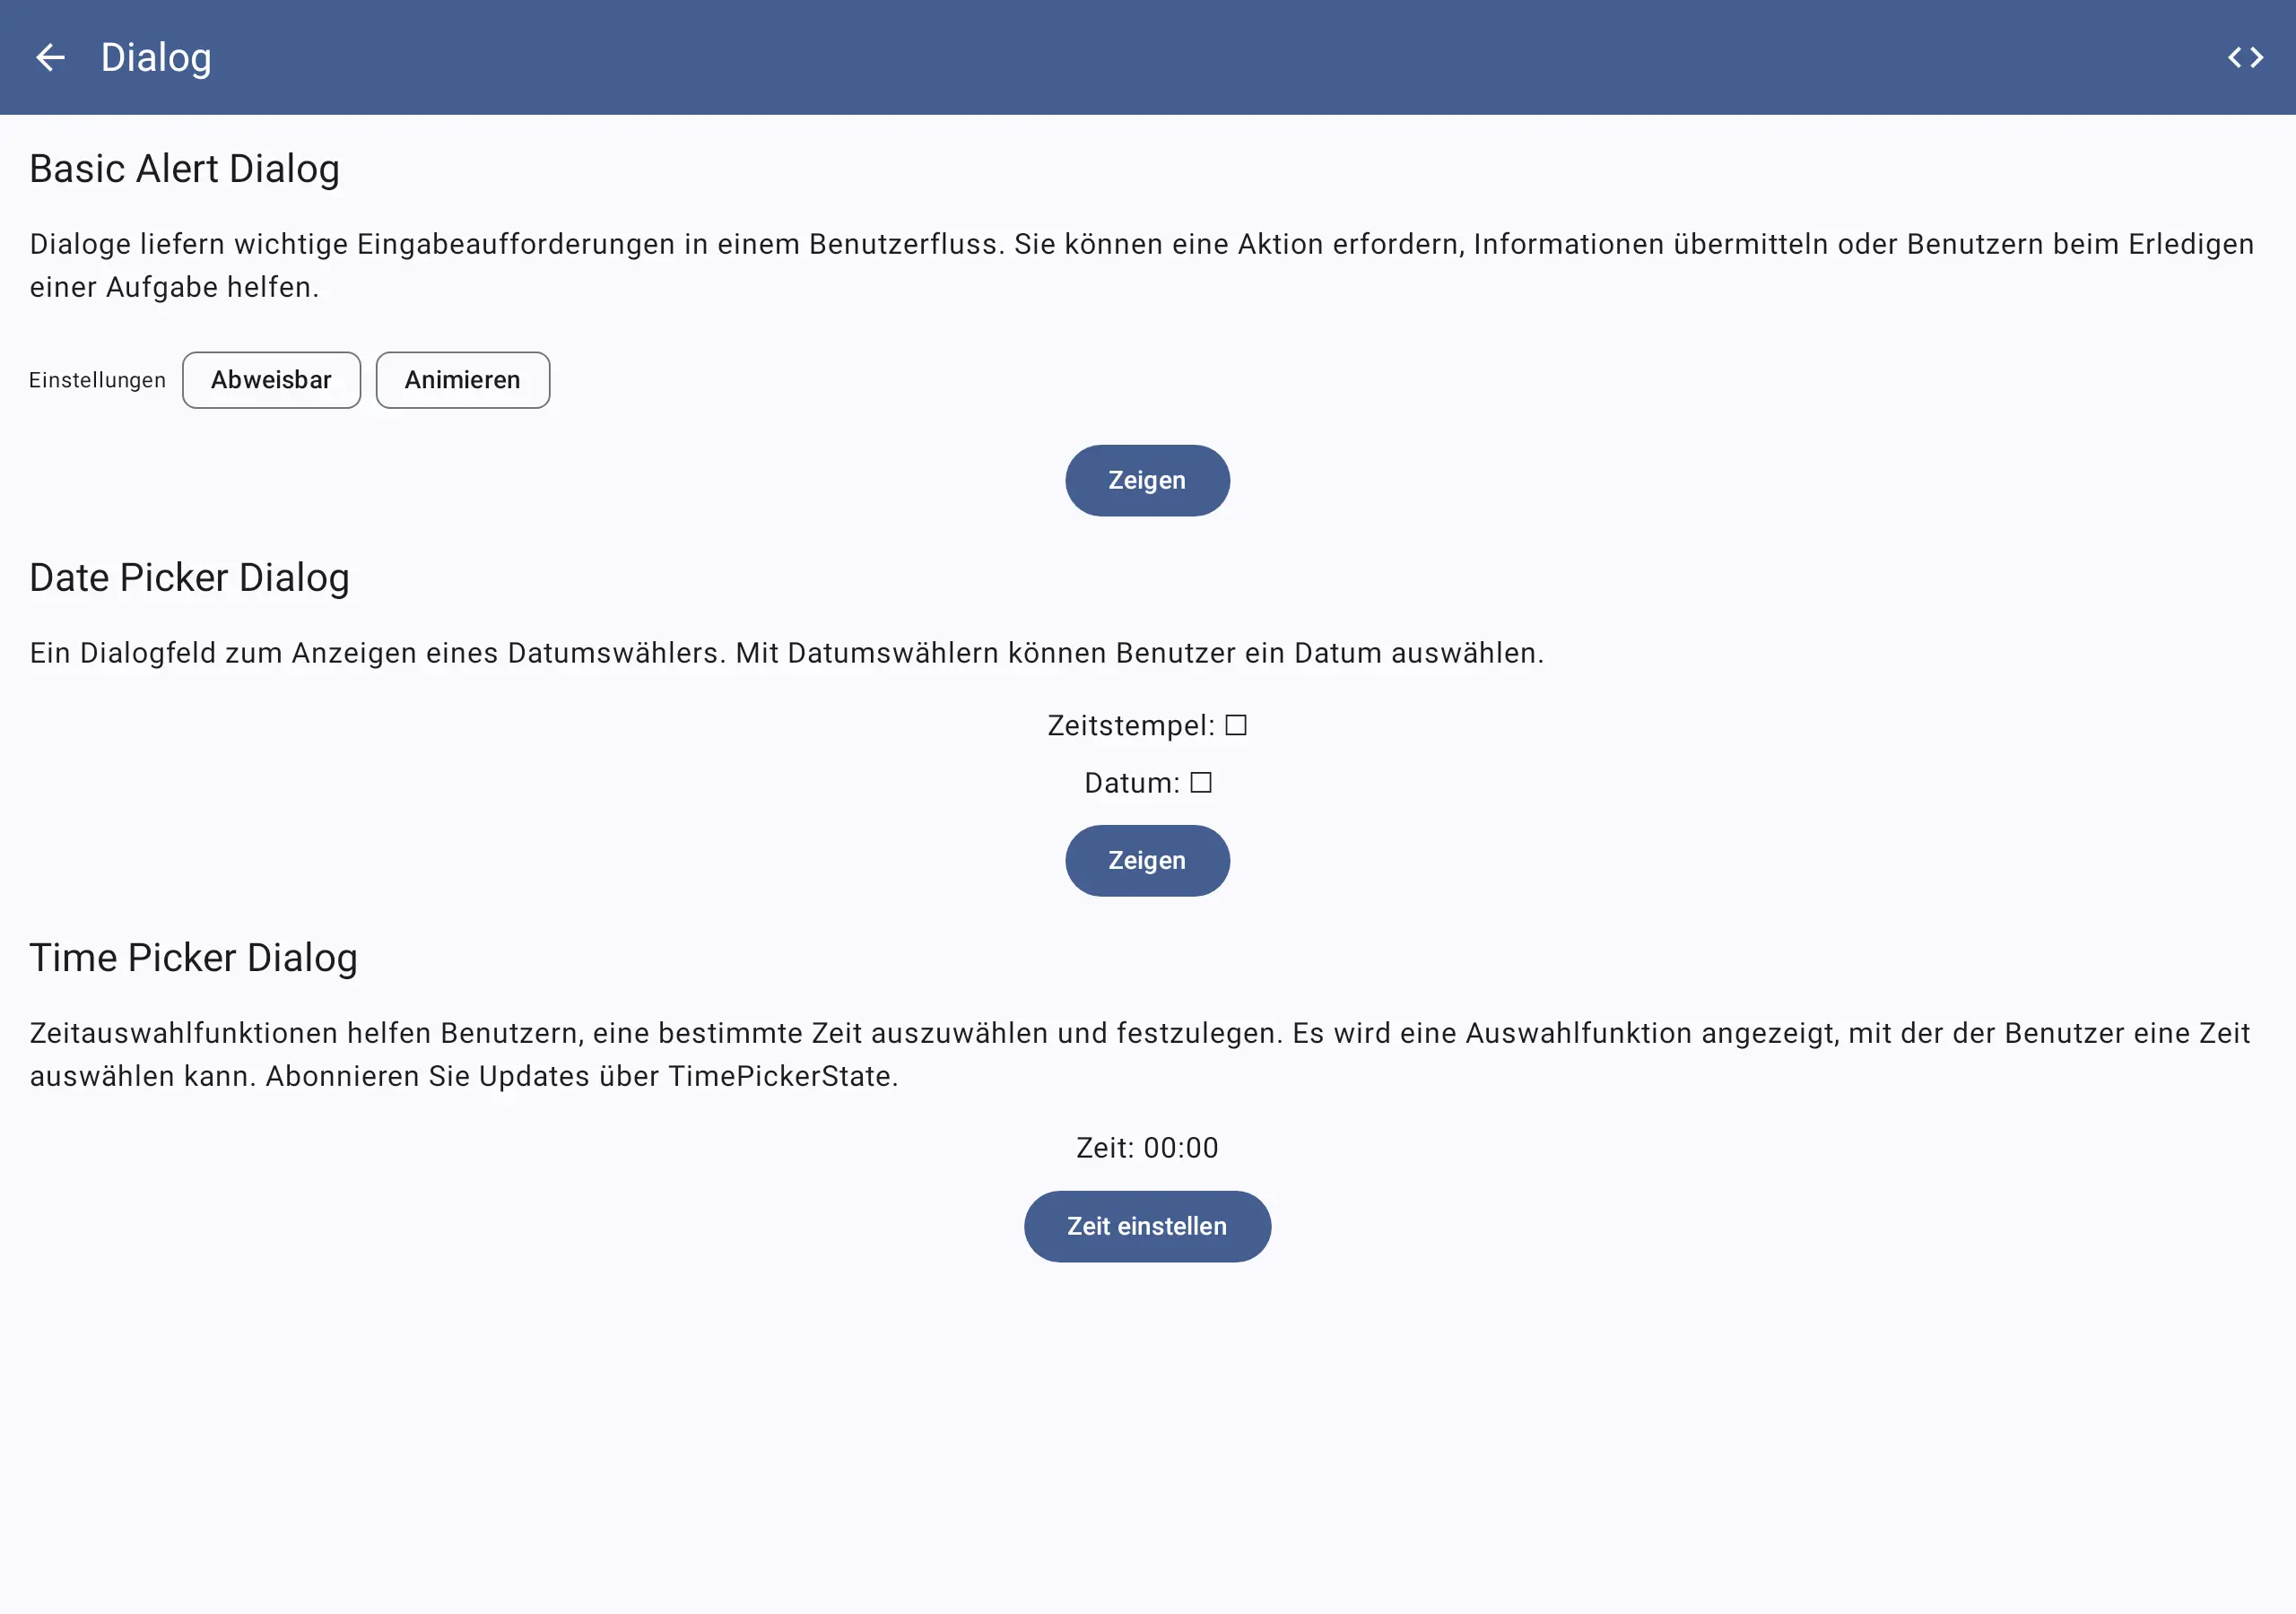 Dialog
Basic Alert Dialog
Dialoge liefern wichtige Eingabeaufforderungen in einem Benutzerfluss. Sie können eine Aktion erfordern, Informationen übermitteln oder Benutzern beim Erledigen
einer Aufgabe helfen.
Einstellungen Abweisbar Animieren
Zeigen
Date Picker Dialog
Ein Dialogfeld zum Anzeigen eines Datumswählers. Mit Datumswählern können Benutzer ein Datum auswählen.
Zeitstempel: ☐
Datum: ☐
Zeigen
Time Picker Dialog
Zeitauswahlfunktionen helfen Benutzern, eine bestimmte Zeit auszuwählen und festzulegen. Es wird eine Auswahlfunktion angezeigt, mit der der Benutzer eine Zeit
auswählen kann. Abonnieren Sie Updates über TimePickerState.
Zeit: 00:00
Zeit einstellen